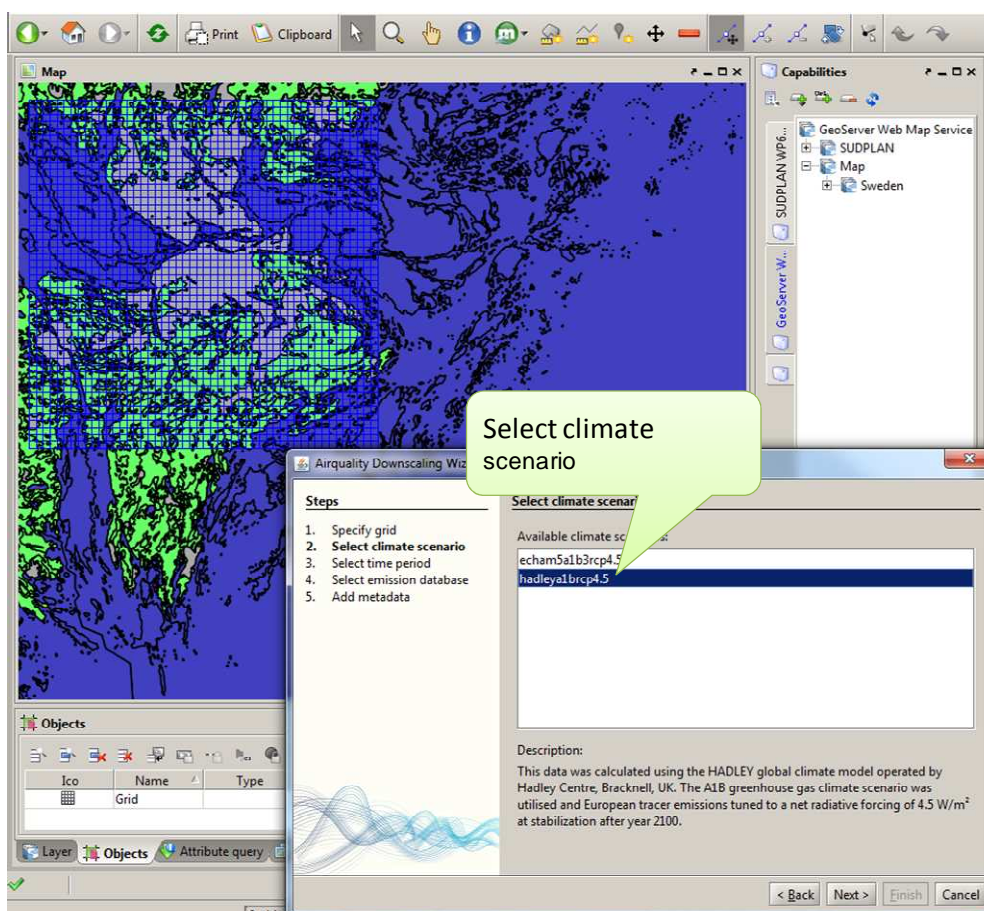 Print Clipboard
Map
Capabilities
SUDPLAN WP6...
GeoServer W...
GeoServer Web Map Service
SUDPLAN
Map
Sweden
Select climate
scenario
Airquality Downscaling Wiz
Steps
1. Specify grid
2. Select climate scenario
3. Select time period
4. Select emission database
5. Add metadata
Select climate scenar
Available climate sc s:
echam5a1b3rcp4.5
hadleya1brcp4.5
Description:
This data was calculated using the HADLEY global climate model operated by
Hadley Centre, Bracknell, UK. The A1B greenhouse gas climate scenario was
utilised and European tracer emissions tuned to a net radiative forcing of 4.5 W/m²
at stabilization after year 2100.
Objects
Ico Name Type
Grid
Layer Objects Attribute query
< Back Next > Finish Cancel